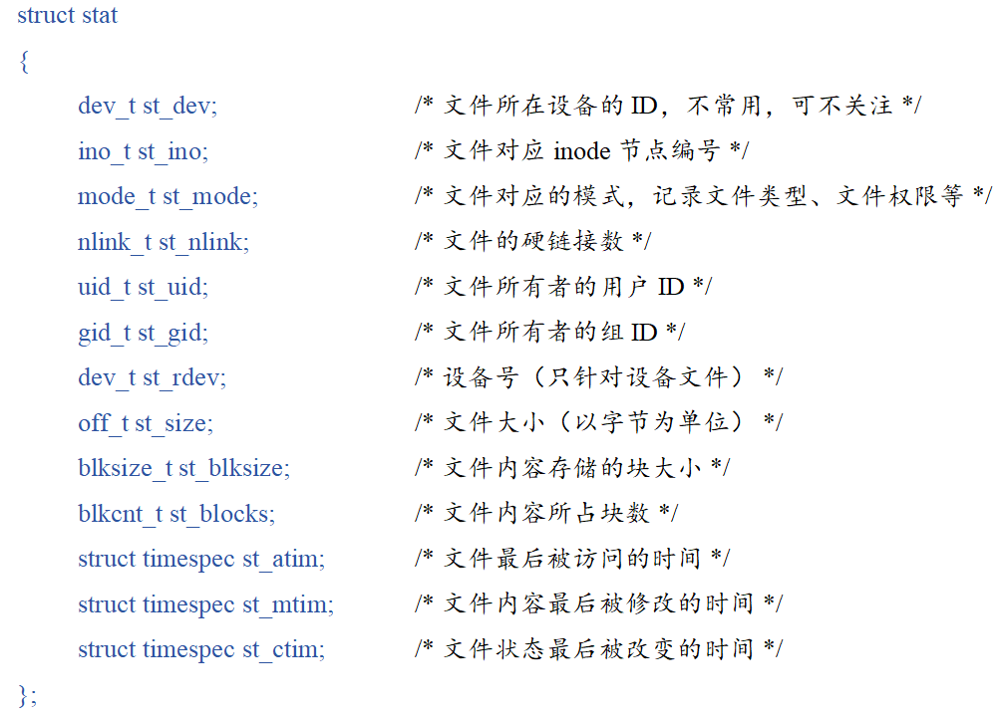 struct stat
{
dev_t st_dev; /* 文件所在设备的 ID，不常用，可不关注 */
ino_t st_ino; /* 文件对应 inode 节点编号 */
mode_t st_mode; /* 文件对应的模式，记录文件类型、文件权限等 */
nlink_t st_nlink; /* 文件的硬链接数 */
uid_t st_uid; /* 文件所有者的用户 ID */
gid_t st_gid; /* 文件所有者的组 ID */
dev_t st_rdev; /* 设备号（只针对设备文件） */
off_t st_size; /* 文件大小（以字节为单位） */
blksize_t st_blksize; /* 文件内容存储的块大小 */
blkcnt_t st_blocks; /* 文件内容所占块数 */
struct timespec st_atim; /* 文件最后被访问的时间 */
struct timespec st_mtim; /* 文件内容最后被修改的时间 */
struct timespec st_ctim; /* 文件状态最后被改变的时间 */
};